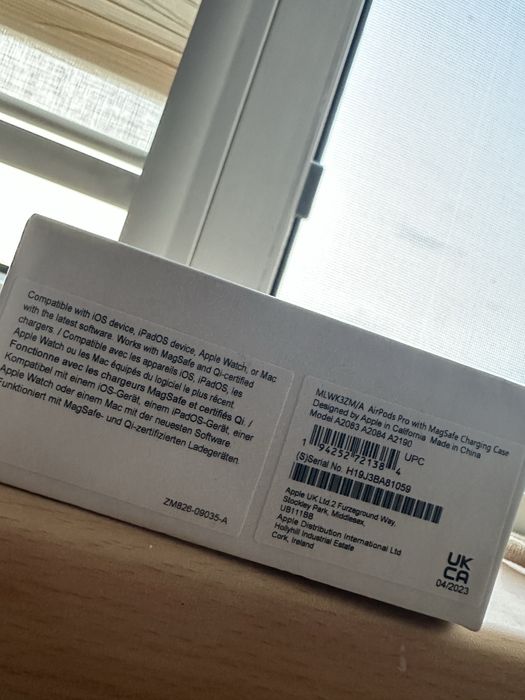 Compatible with iOS device, iPadOS device, Apple Watch, or Mac
with the latest software. Works with MagSafe and Qi-certified
chargers. / Compatible avec les appareils iOS, iPadOS, les
Apple Watch ou les Mac équipés du logiciel le plus récent.
Fonctionne avec les chargeurs MagSafe et certifiés Qi. /
Kompatibel mit einem iOS-Gerät, einem iPadOS-Gerät, einer
Apple Watch oder einem Mac mit der neuesten Software
Funktioniert mit MagSafe- und Qi-zertifizierten Ladegeräten.
ZM826-09035-A
MLWK3ZM/A AirPods Pro with MagSafe Charging Case
Designed by Apple in California Made in China
Model A2083 A2084 A2190
1 94252 72138 4 UPC
(S)Serial No. H19J3BA81059
Apple UK Ltd.2 Furzeground Way,
Stockley Park, Middlesex,
UB111BB
Apple Distribution International Ltd
Hollyhill Industrial Estate
Cork, Ireland
UK
CA
04/2023